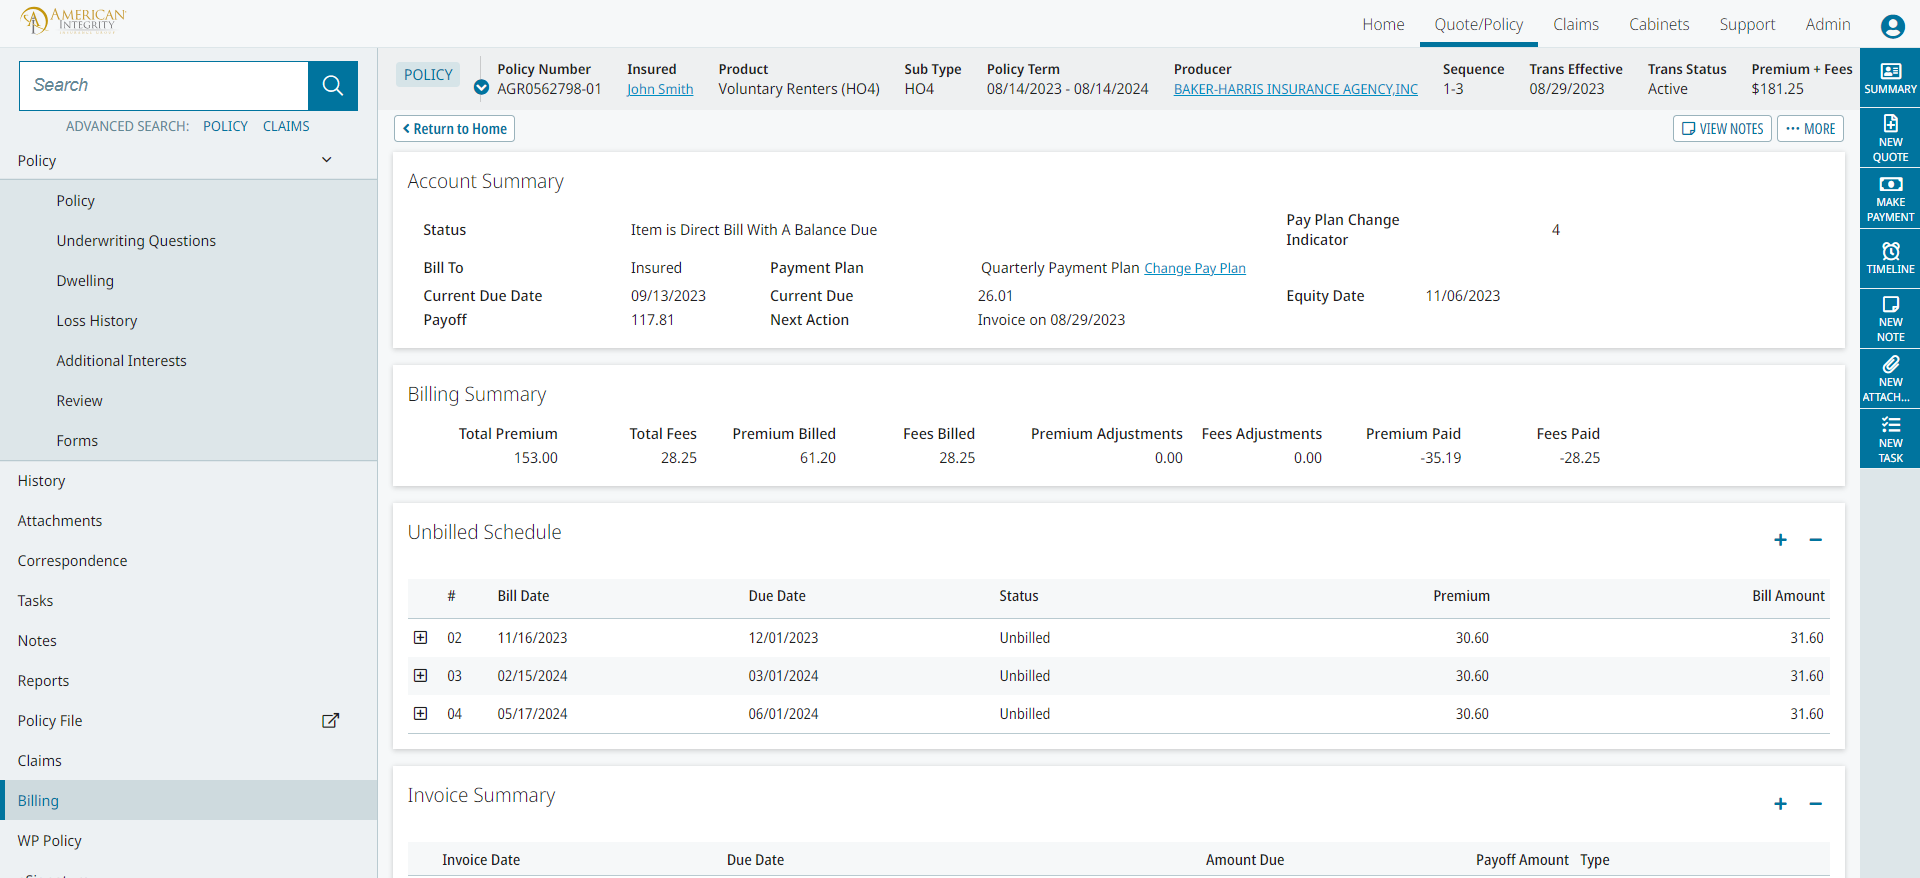 AMERICAN
INTEGRITY
Home Quote/Policy Claims Cabinets Support Admin
Search
ADVANCED SEARCH: POLICY CLAIMS
Policy
Policy
Underwriting Questions
Dwelling
Loss History
Additional Interests
Review
Forms
History
Attachments
Correspondence
Tasks
Notes
Reports
Policy File
Claims
Billing
WP Policy
POLICY
Policy Number Insured Product Sub Type Policy Term Producer Sequence Trans Effective Trans Status Premium + Fees
AGR0562798-01 John Smith Voluntary Renters (HO4) HO4 08/14/2023 - 08/14/2024 BAKER-HARRIS INSURANCE AGENCY,INC 1-3 08/29/2023 Active $181.25
Return to Home VIEW NOTES ••• MORE
Account Summary
Status Item is Direct Bill With A Balance Due Pay Plan Change Indicator 4
Bill To Insured Payment Plan Quarterly Payment Plan Change Pay Plan
Current Due Date 09/13/2023 Current Due 26.01 Equity Date 11/06/2023
Payoff 117.81 Next Action Invoice on 08/29/2023
Billing Summary
Total Premium Total Fees Premium Billed Fees Billed Premium Adjustments Fees Adjustments Premium Paid Fees Paid
153.00 28.25 61.20 28.25 0.00 0.00 -35.19 -28.25
Unbilled Schedule
+ −
# Bill Date Due Date Status Premium Bill Amount
02 11/16/2023 12/01/2023 Unbilled 30.60 31.60
03 02/15/2024 03/01/2024 Unbilled 30.60 31.60
04 05/17/2024 06/01/2024 Unbilled 30.60 31.60
Invoice Summary
+ −
Invoice Date Due Date Amount Due Payoff Amount Type
SUMMARY
NEW
QUOTE
MAKE
PAYMENT
TIMELINE
NEW
NOTE
NEW
ATTACH...
NEW
TASK